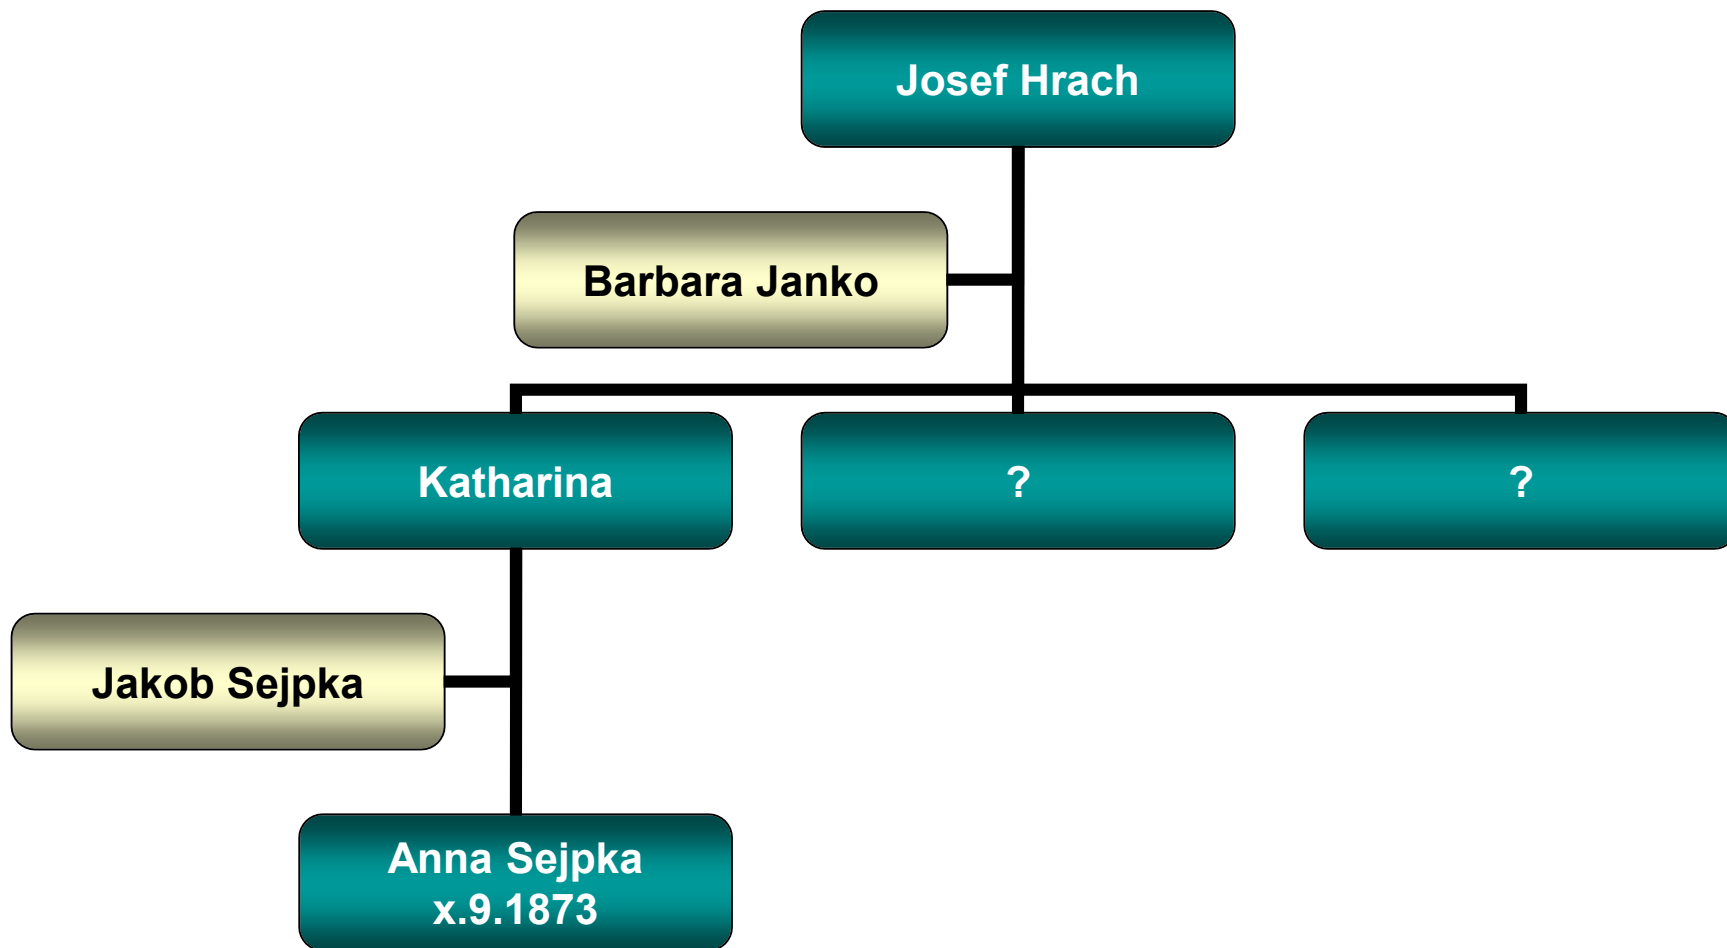 Josef Hrach
Barbara Janko
Katharina
?
?
Jakob Sejpka
Anna Sejpka
x.9.1873